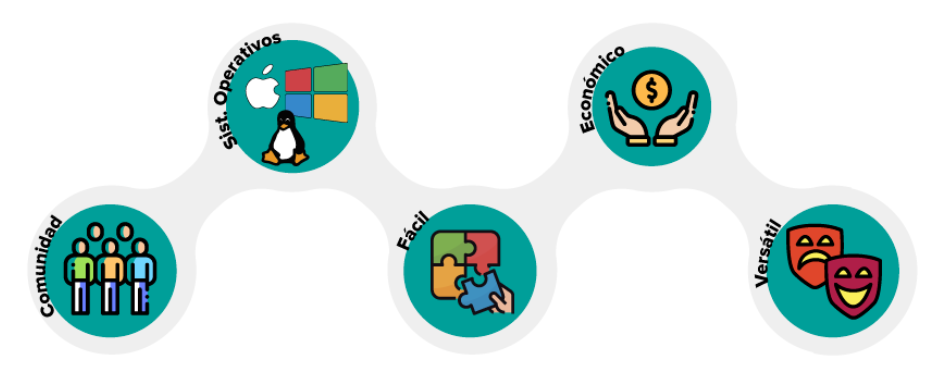 Comunidad
Sist. Operativos
Fácil
Económico
Versátil
$